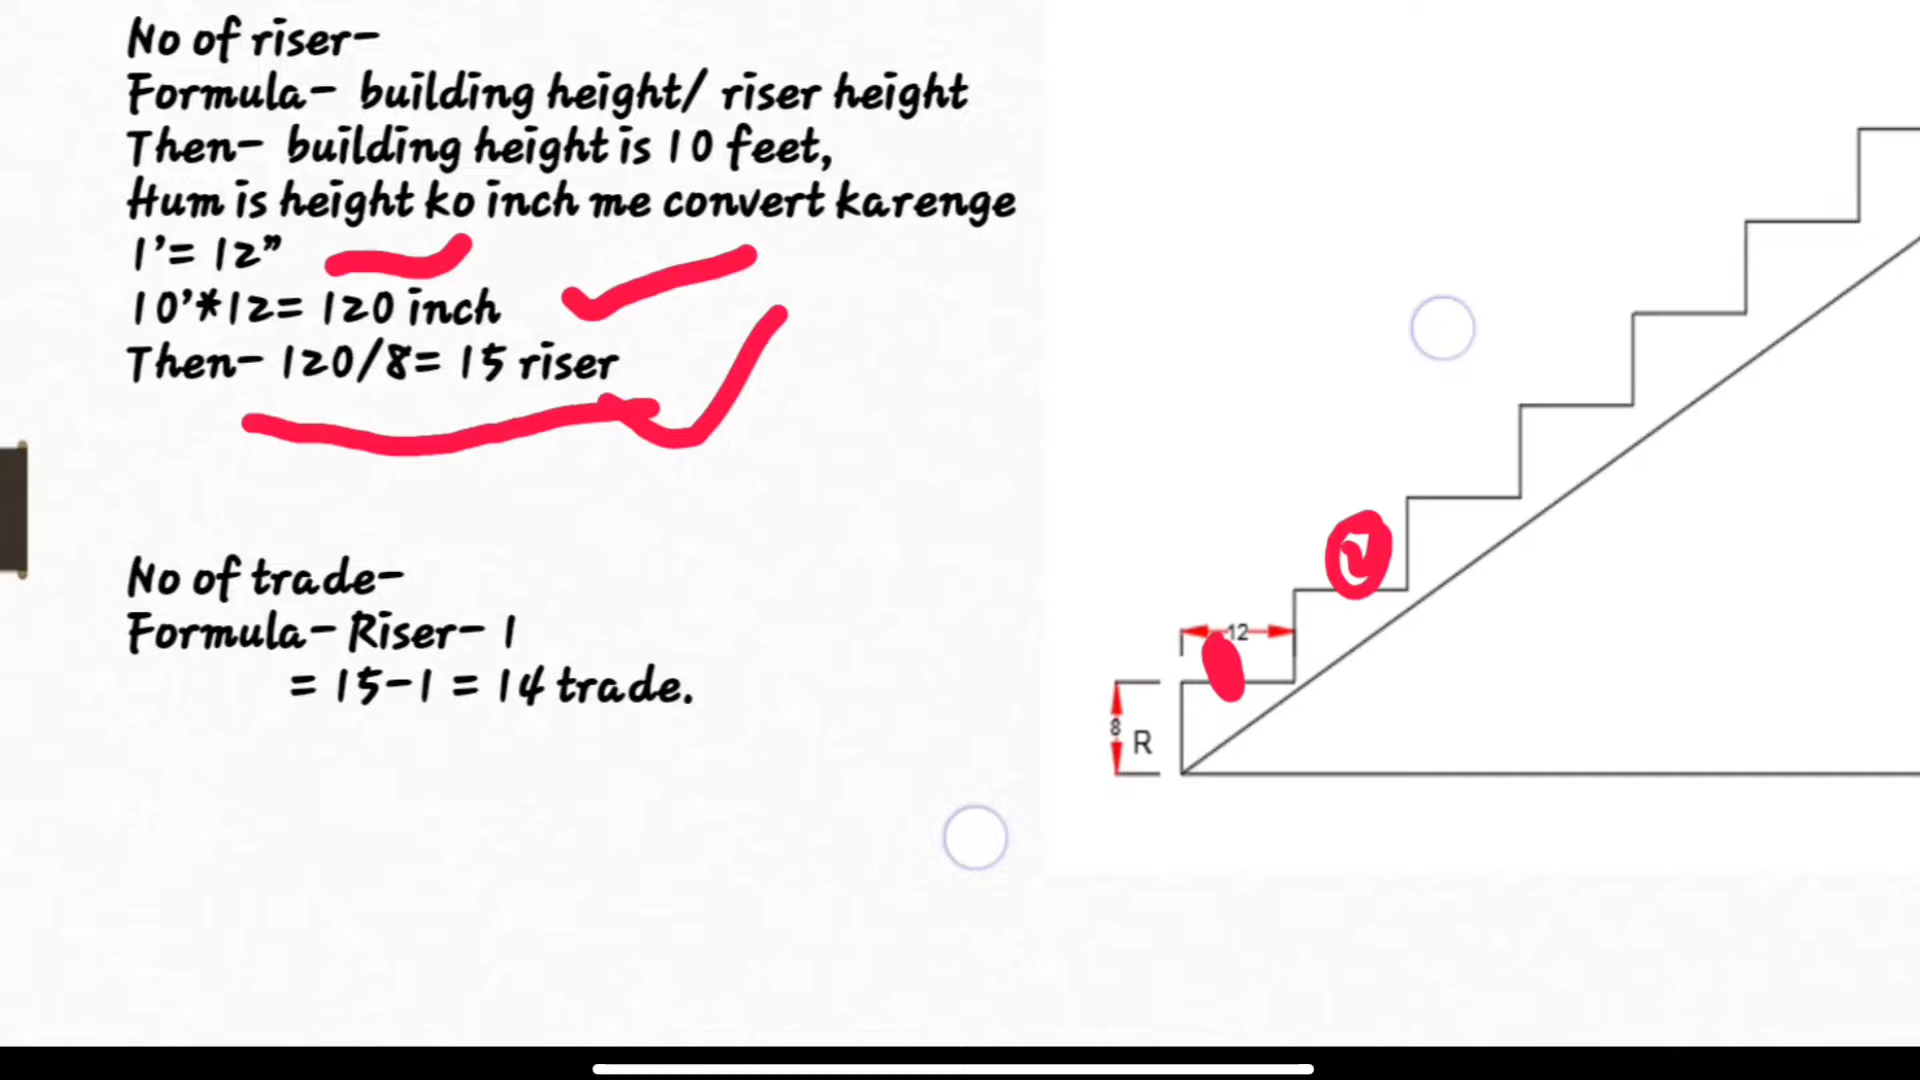 No of riser-
Formula- building height/ riser height
Then- building height is 10 feet,
Hum is height ko inch me convert karenge
1'= 12"
10'*12= 120 inch
Then- 120/8= 15 riser
No of trade-
Formula- Riser- 1
= 15-1 = 14 trade.
12
8
R